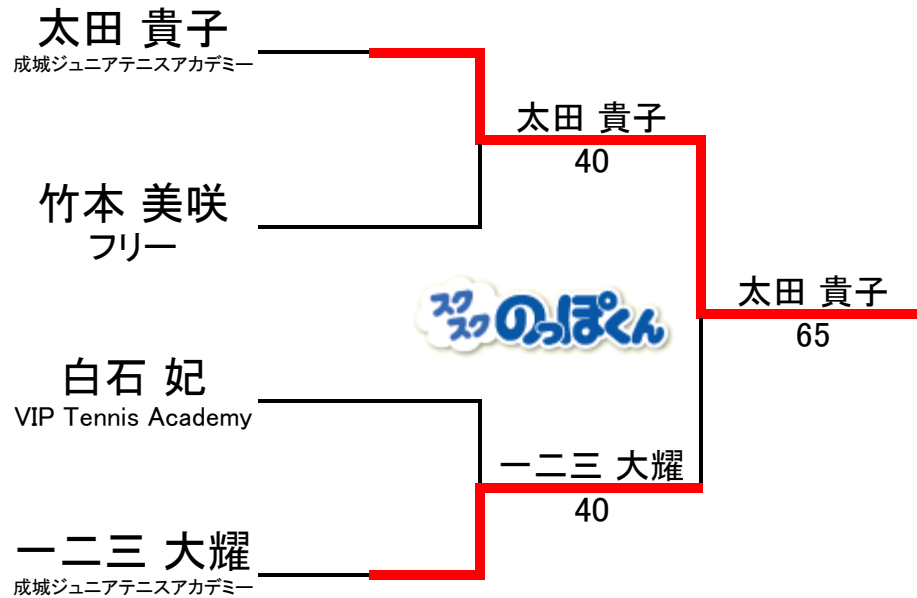 太田 貴子
成城ジュニアテニスアカデミー
太田 貴子
40
竹本 美咲
フリー
スク
スク
のっぽくん
太田 貴子
65
白石 妃
VIP Tennis Academy
一二三 大耀
40
一二三 大耀
成城ジュニアテニスアカデミー